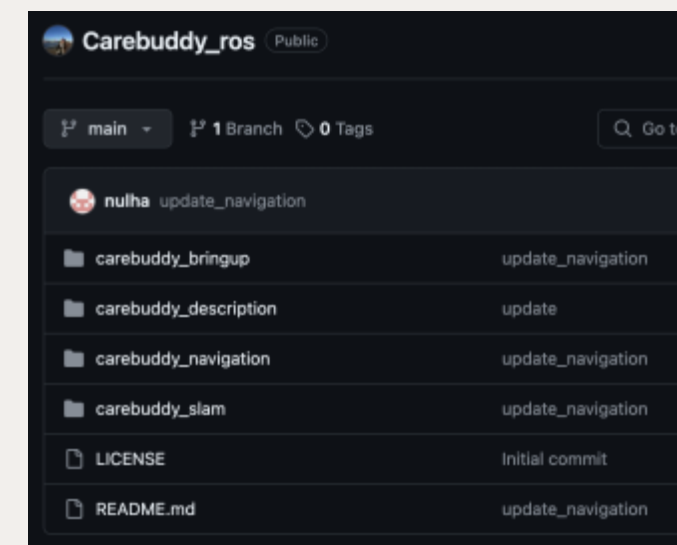 Carebuddy_ros Public
main 1 Branch 0 Tags Go t
nulha update_navigation
carebuddy_bringup update_navigation
carebuddy_description update
carebuddy_navigation update_navigation
carebuddy_slam update_navigation
LICENSE Initial commit
README.md update_navigation